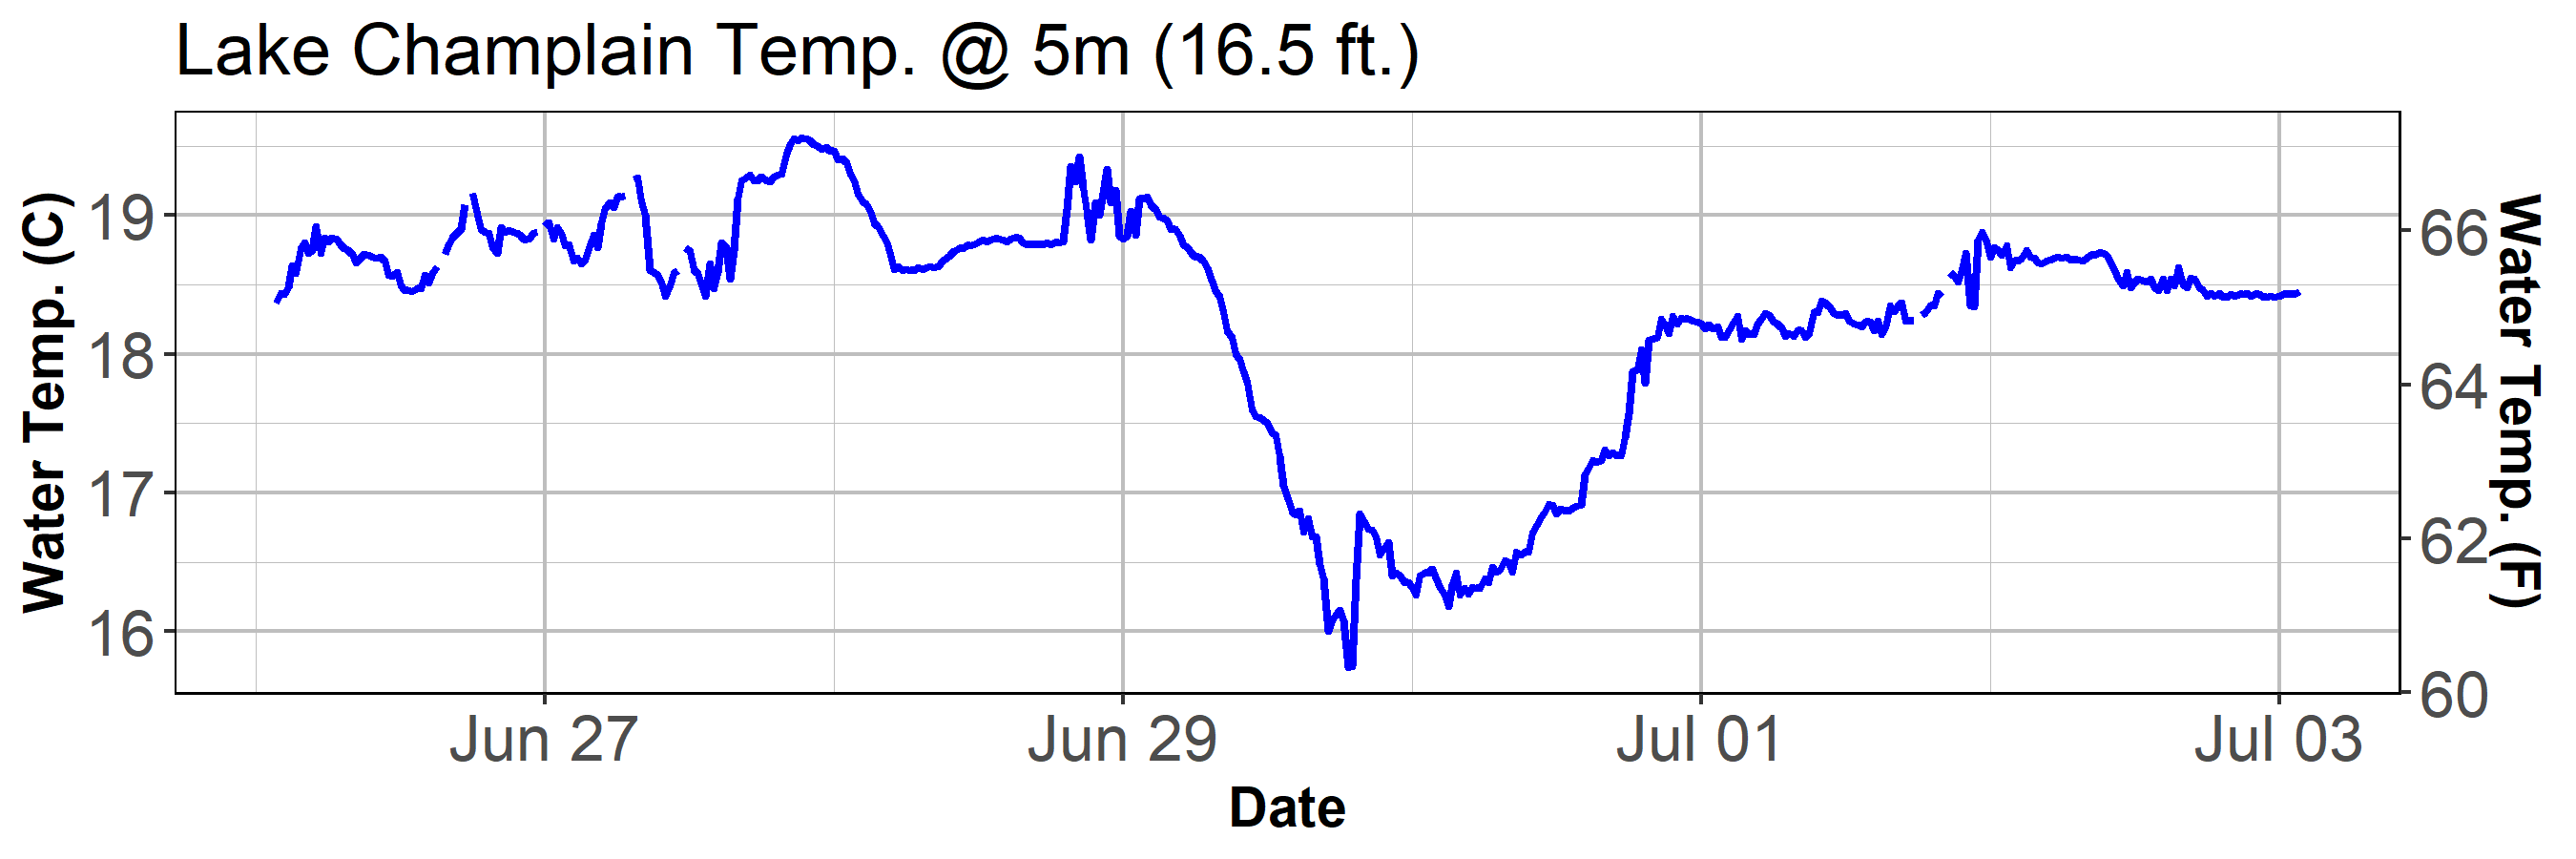 Lake Champlain Temp. @ 5m (16.5 ft.)
Water Temp. (C)
19
18
17
16
66
64
62
60
Water Temp. (F)
Jun 27
Jun 29
Jul 01
Jul 03
Date